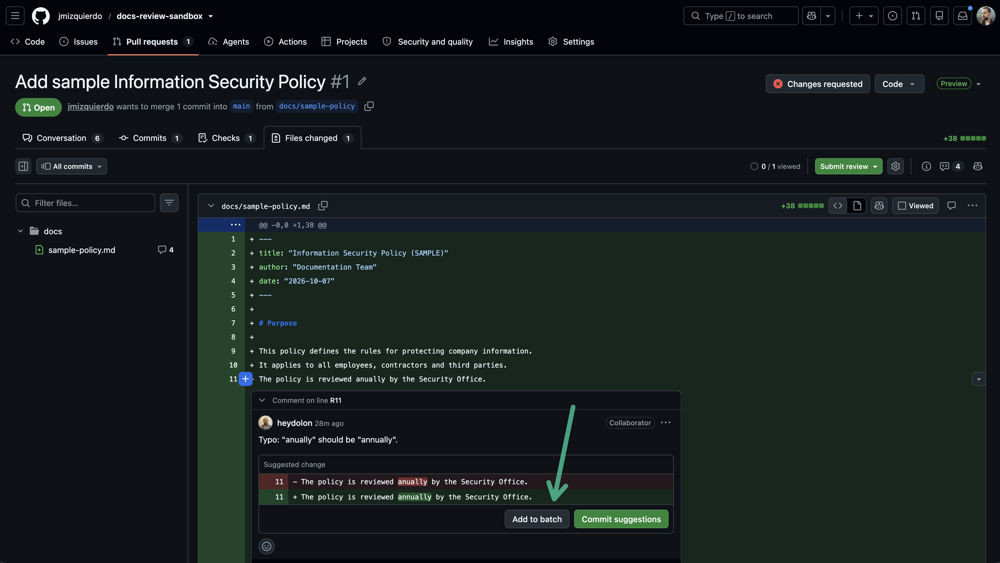 jmizquierdo / docs-review-sandbox
Type / to search
Code
Issues
Pull requests 1
Agents
Actions
Projects
Security and quality
Insights
Settings
Add sample Information Security Policy #1
Changes requested
Code
Preview
Open
jmizquierdo wants to merge 1 commit into main from docs/sample-policy
Conversation 6
Commits 1
Checks 1
Files changed 1
+38
All commits
0 / 1 viewed
Submit review
4
Filter files...
docs
sample-policy.md
4
docs/sample-policy.md
+38
Viewed
@@ -0,0 +1,38 @@
1 + ---
2 + title: "Information Security Policy (SAMPLE)"
3 + author: "Documentation Team"
4 + date: "2026-10-07"
5 + ---
6 +
7 + # Purpose
8 +
9 + This policy defines the rules for protecting company information.
10 + It applies to all employees, contractors and third parties.
11 + The policy is reviewed anually by the Security Office.
Comment on line R11
heydolon 28m ago
Collaborator
Typo: "anually" should be "annually".
Suggested change
11 - The policy is reviewed anually by the Security Office.
11 + The policy is reviewed annually by the Security Office.
Add to batch
Commit suggestions